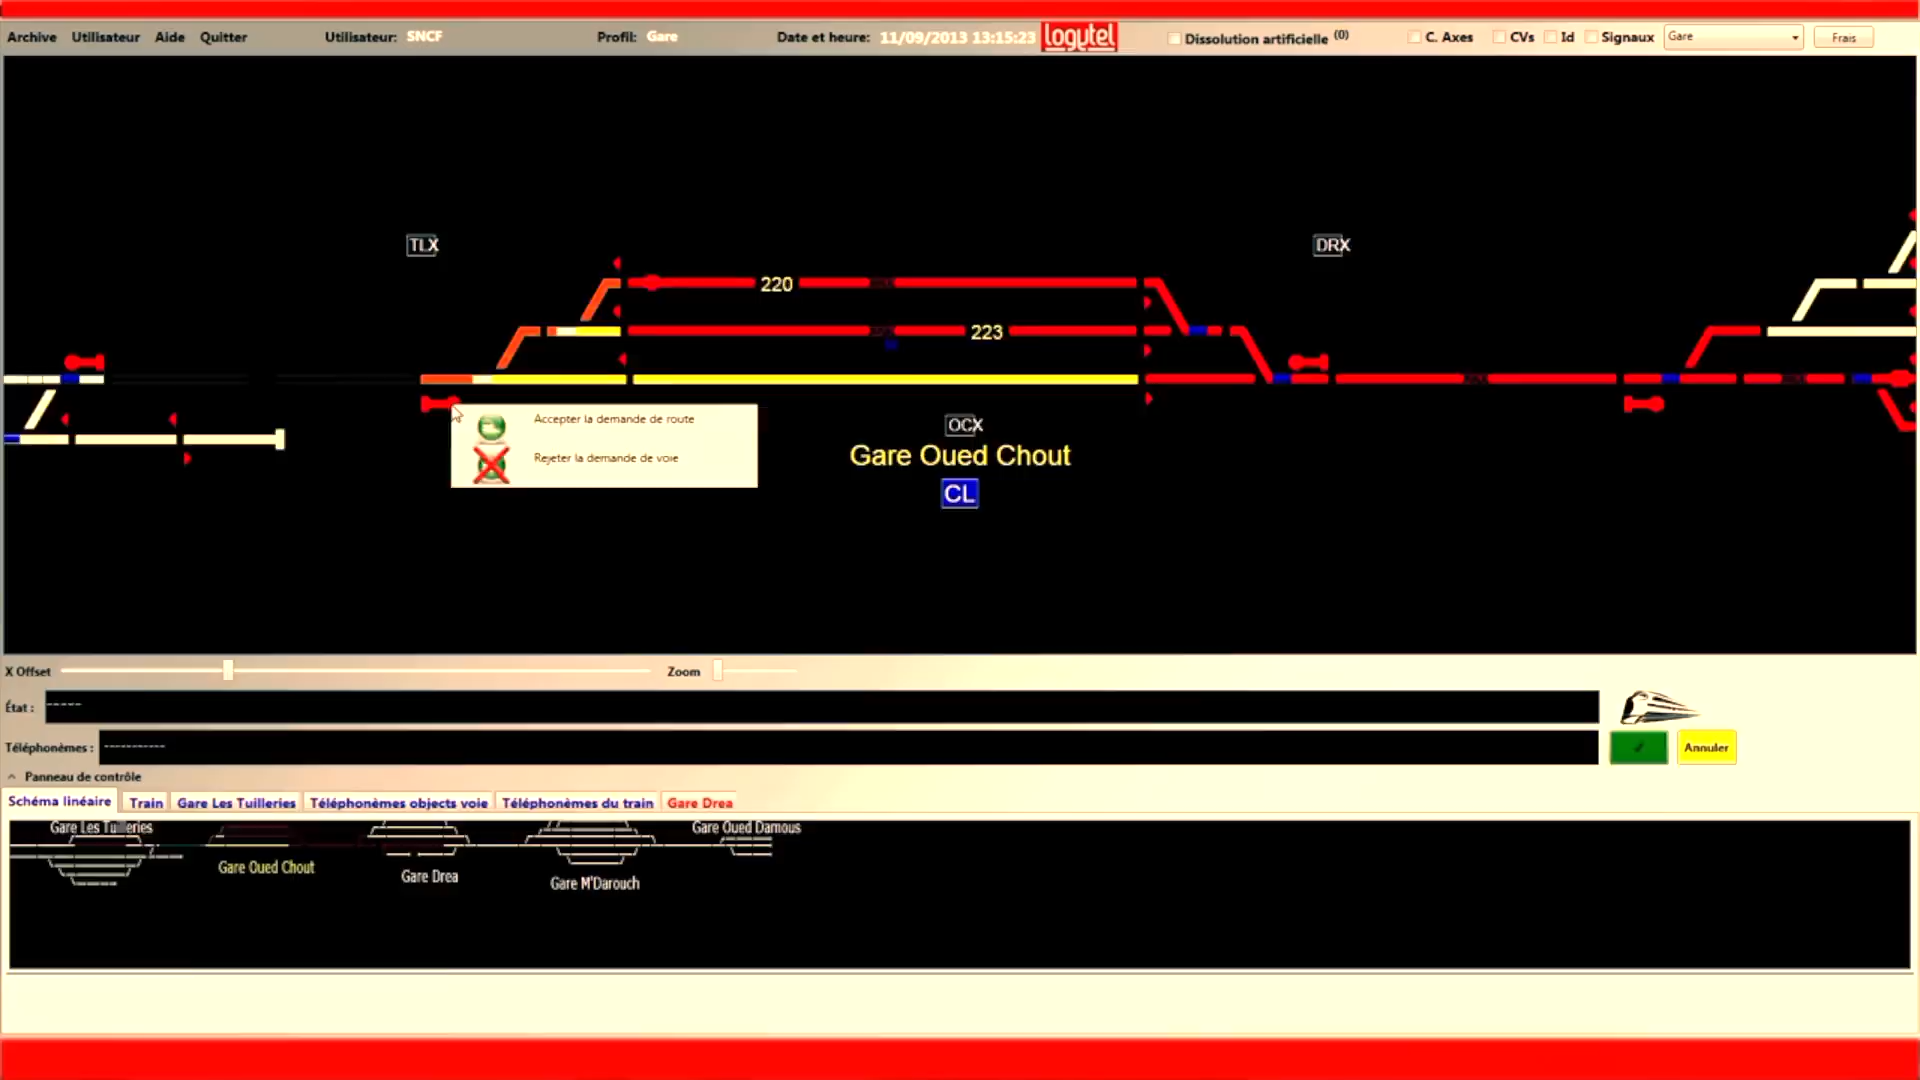 Archive Utilisateur Aide Quitter Utilisateur: SNCF Profil: Gare Date et heure: 11/09/2013 13:15:23 logytel Dissolution artificielle (0) C. Axes CVs Id Signaux Gare Frais
TLX DRX
220
223
Accepter la demande de route
Rejeter la demande de voie
OCX
Gare Oued Chout
CL
X Offset Zoom
État : -----
Téléphonèmes : -----------
Annuler
Panneau de contrôle
Schéma linéaire Train Gare Les Tuilleries Téléphonèmes objects voie Téléphonèmes du train Gare Drea
Gare Les Tuilleries Gare Oued Damous
Gare Oued Chout Gare Drea Gare M'Darouch